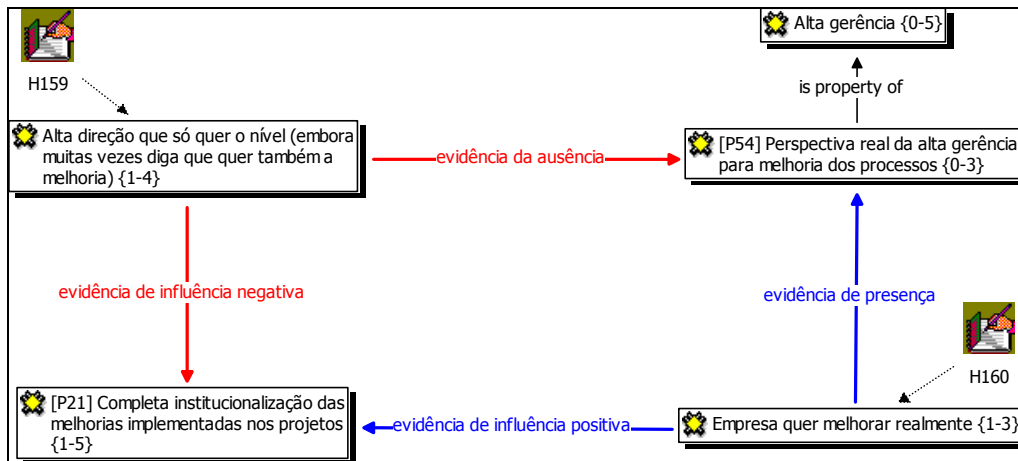 Alta gerência {0-5}
H159
is property of
Alta direção que só quer o nível (embora
muitas vezes diga que quer também a
melhoria) {1-4}
evidência da ausência
[P54] Perspectiva real da alta gerência
para melhoria dos processos {0-3}
evidência de influência negativa
evidência de presença
H160
[P21] Completa institucionalização das
melhorias implementadas nos projetos
{1-5}
evidência de influência positiva
Empresa quer melhorar realmente {1-3}